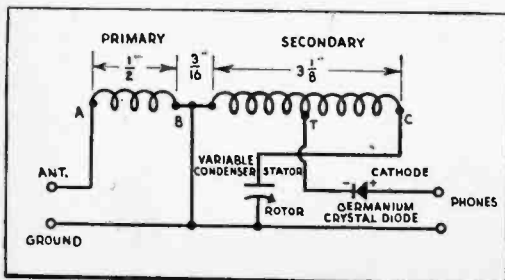 PRIMARY
SECONDARY
1/2"
3/16"
3 1/8"
A
B
T
C
ANT.
VARIABLE
CONDENSER
STATOR
CATHODE
- +
ROTOR
GERMANIUM
CRYSTAL DIODE
PHONES
GROUND